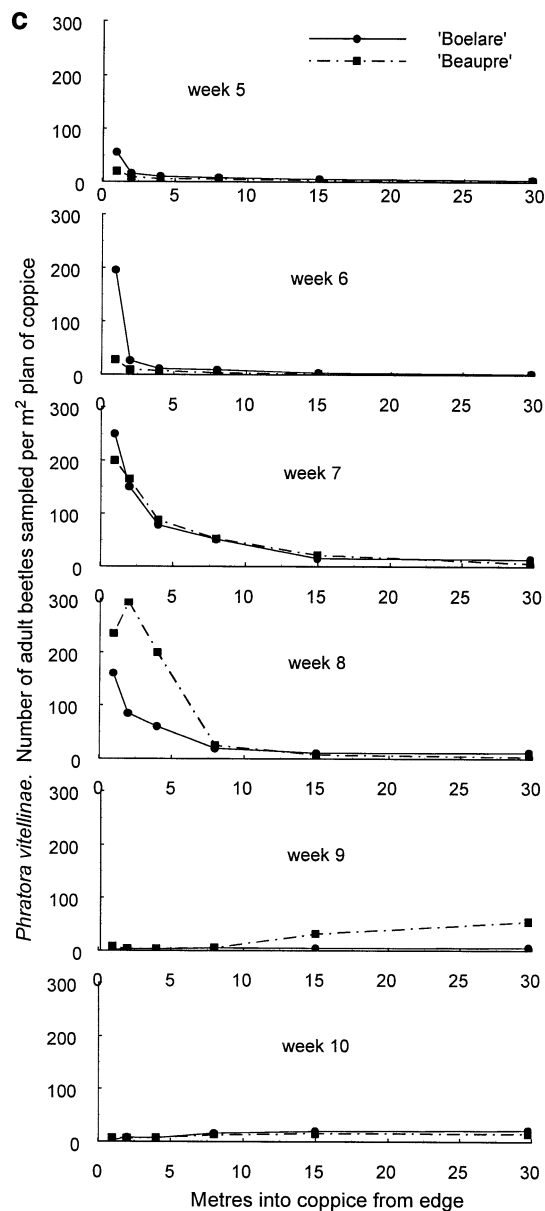 c
'Boelare'
'Beaupre'
Phratora vitellinae. Number of adult beetles sampled per m² plan of coppice
300
200
week 5
100
0
0 5 10 15 20 25 30
300
week 6
200
100
0
0 5 10 15 20 25 30
300
200
week 7
100
0
0 5 10 15 20 25 30
300
200
week 8
100
0
0 5 10 15 20 25 30
300
200
week 9
100
0
0 5 10 15 20 25 30
300
200
week 10
100
0
0 5 10 15 20 25 30
Metres into coppice from edge